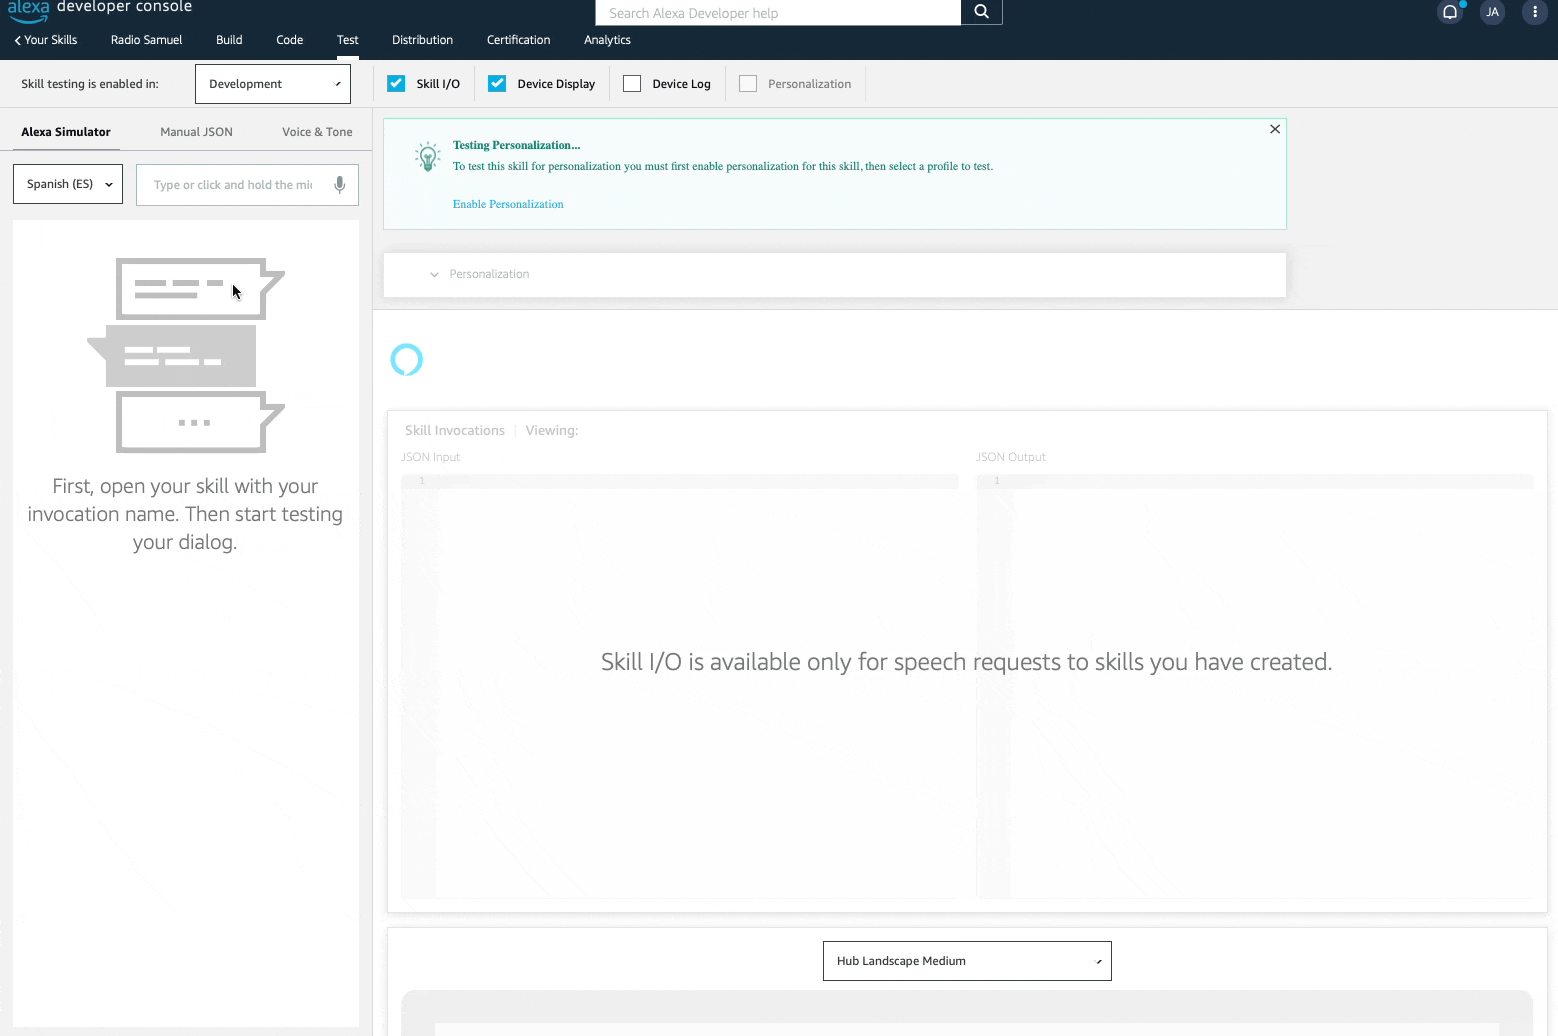 alexa developer console
Search Alexa Developer help
JA
Your Skills Radio Samuel Build Code Test Distribution Certification Analytics
Skill testing is enabled in: Development Skill I/O Device Display Device Log Personalization
Alexa Simulator Manual JSON Voice & Tone
Spanish (ES) Type or click and hold the mi
First, open your skill with your
invocation name. Then start testing
your dialog.
Testing Personalization...
To test this skill for personalization you must first enable personalization for this skill, then select a profile to test.
Enable Personalization
Personalization
Skill Invocations | Viewing:
JSON Input JSON Output
1 1
Skill I/O is available only for speech requests to skills you have created.
Hub Landscape Medium